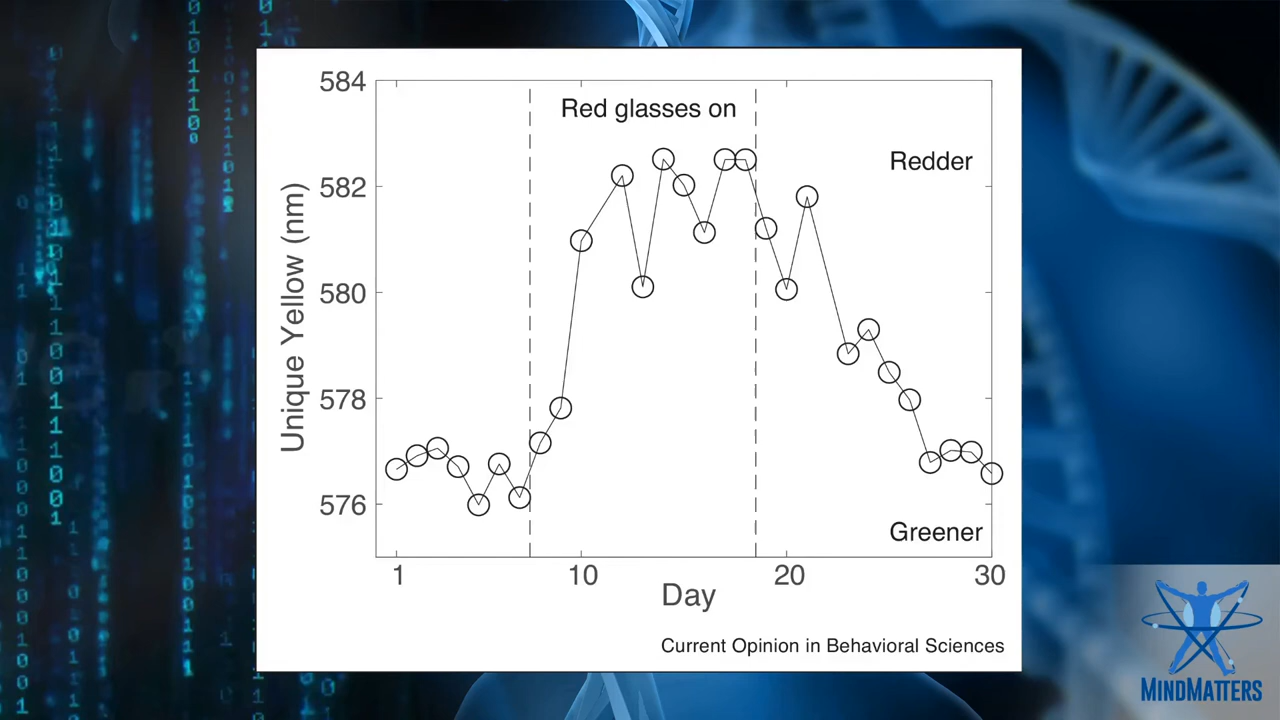 584
Red glasses on
Redder
582
Unique Yellow (nm)
580
578
576
Greener
1
10
20
30
Day
Current Opinion in Behavioral Sciences
MINDMATTERS